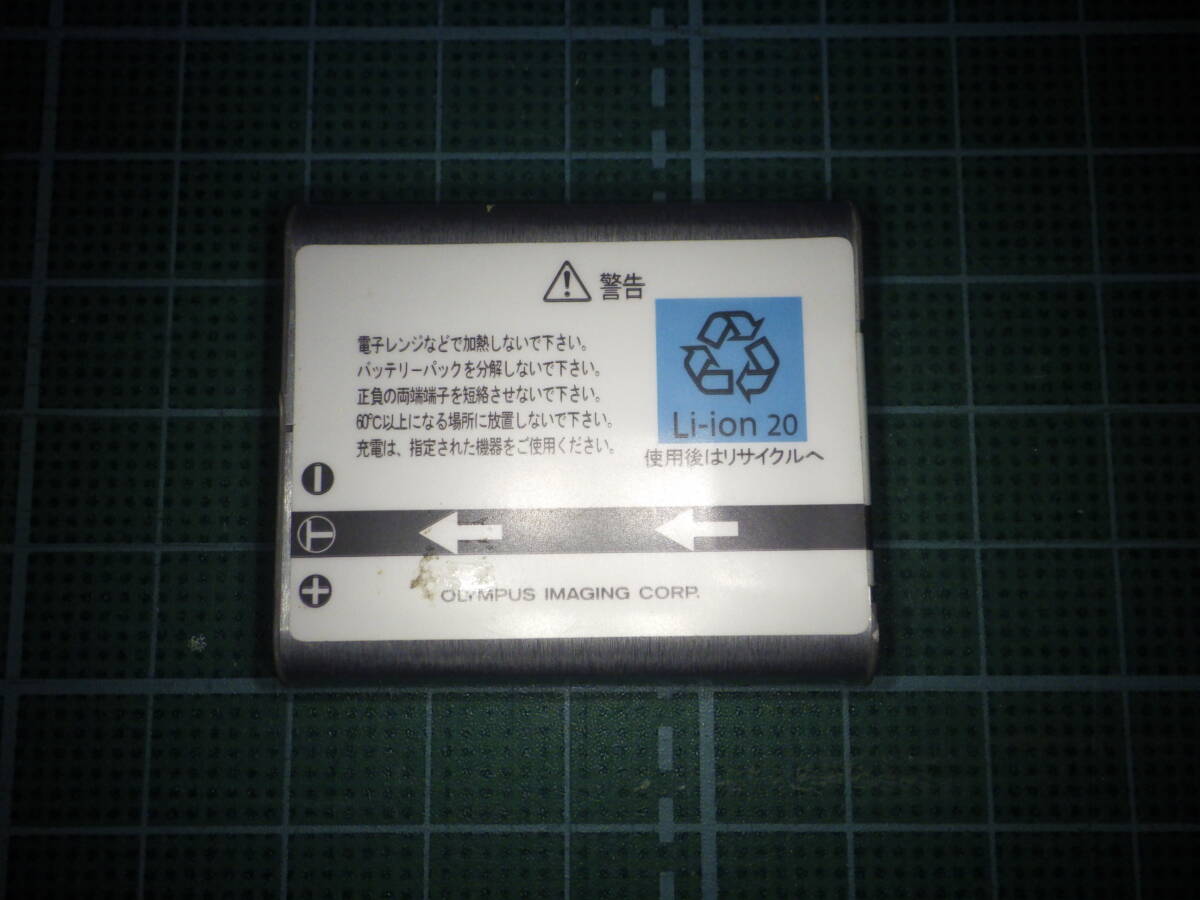 警告
電子レンジなどで加熱しないで下さい。
バッテリーパックを分解しないで下さい。
正負の両端端子を短絡させないで下さい。
60℃以上になる場所に放置しないで下さい。
充電は、指定された機器をご使用ください。
Li-ion 20
使用後はリサイクルへ
T
OLYMPUS IMAGING CORP.